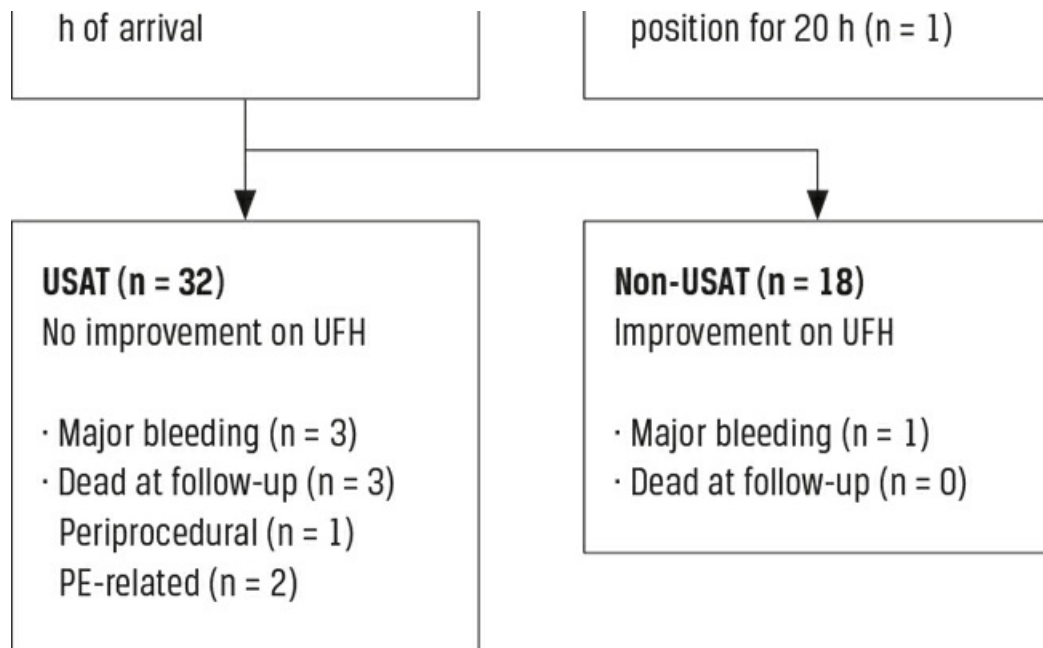 h of arrival
position for 20 h (n = 1)
USAT (n = 32)
No improvement on UFH
· Major bleeding (n = 3)
· Dead at follow-up (n = 3)
Periprocedural (n = 1)
PE-related (n = 2)
Non-USAT (n = 18)
Improvement on UFH
· Major bleeding (n = 1)
· Dead at follow-up (n = 0)